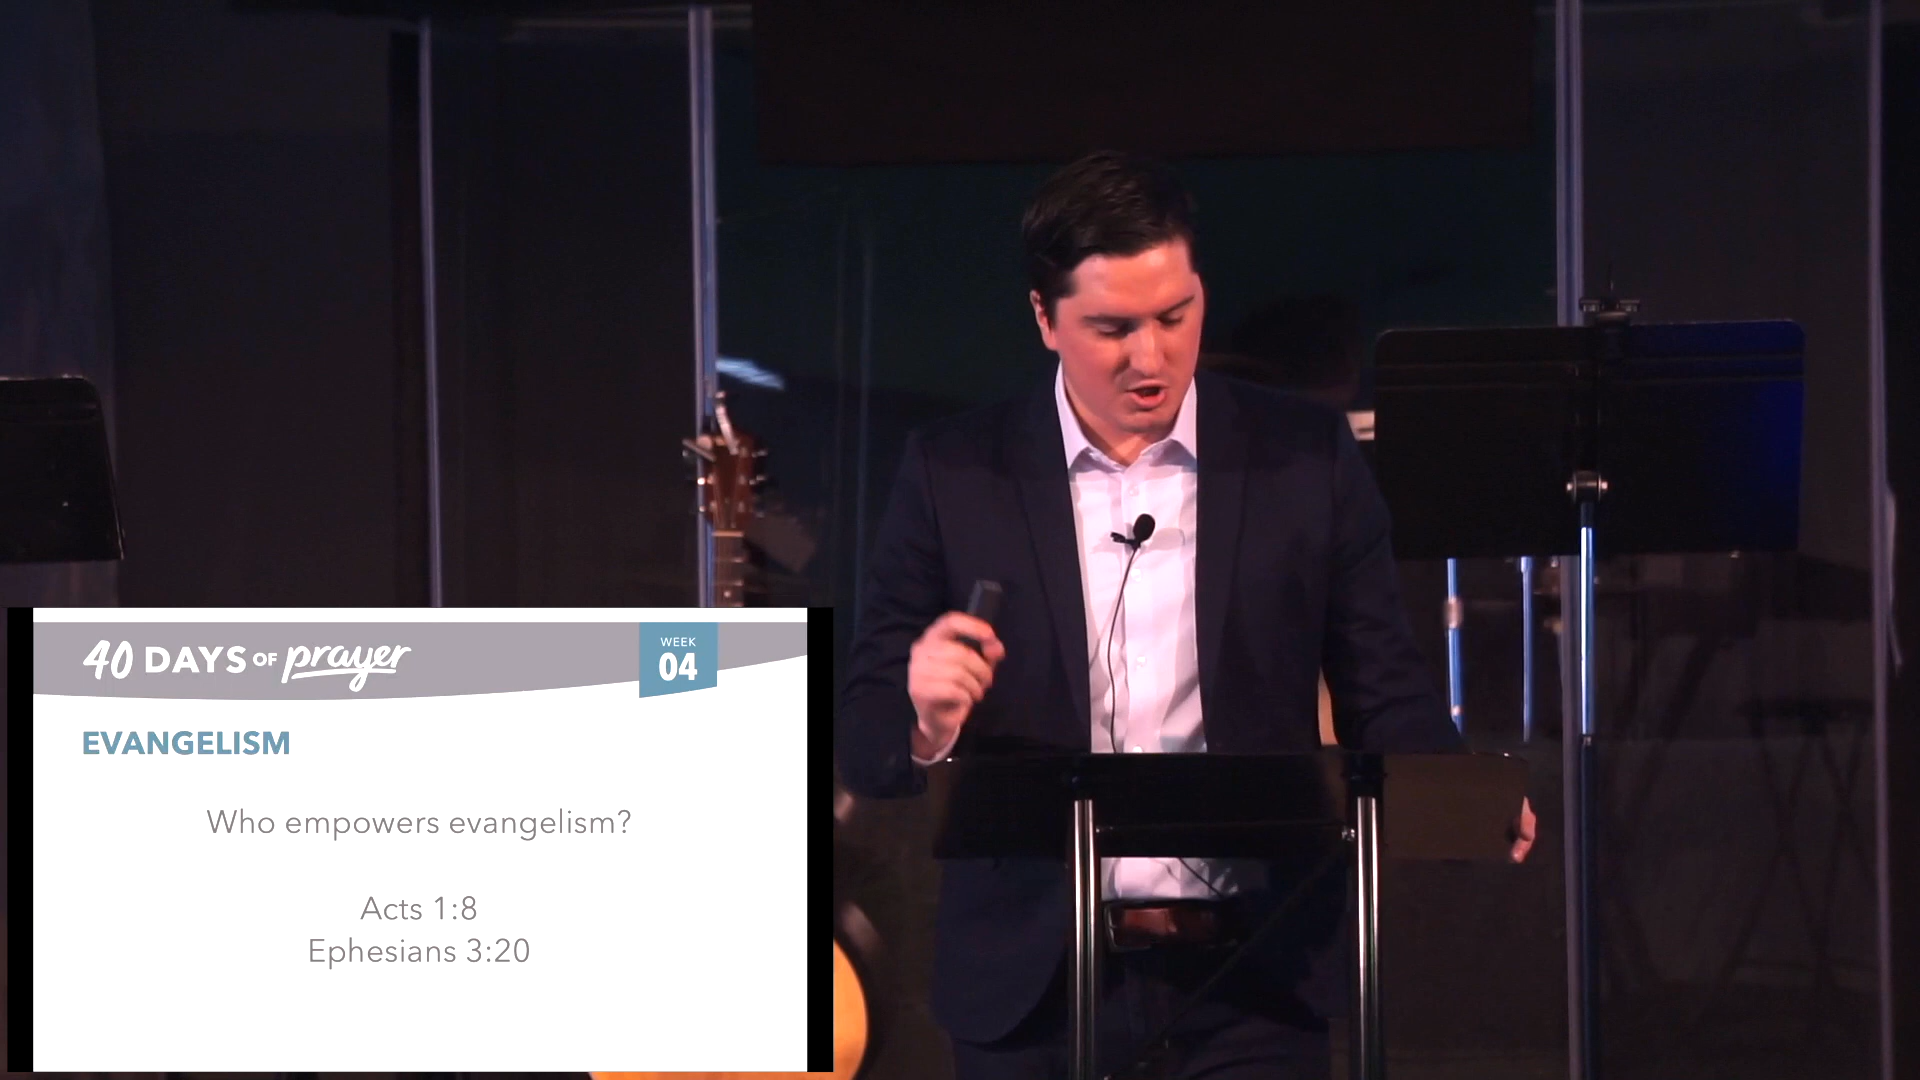 40 DAYS OF prayer
WEEK
04
EVANGELISM
Who empowers evangelism?
Acts 1:8
Ephesians 3:20